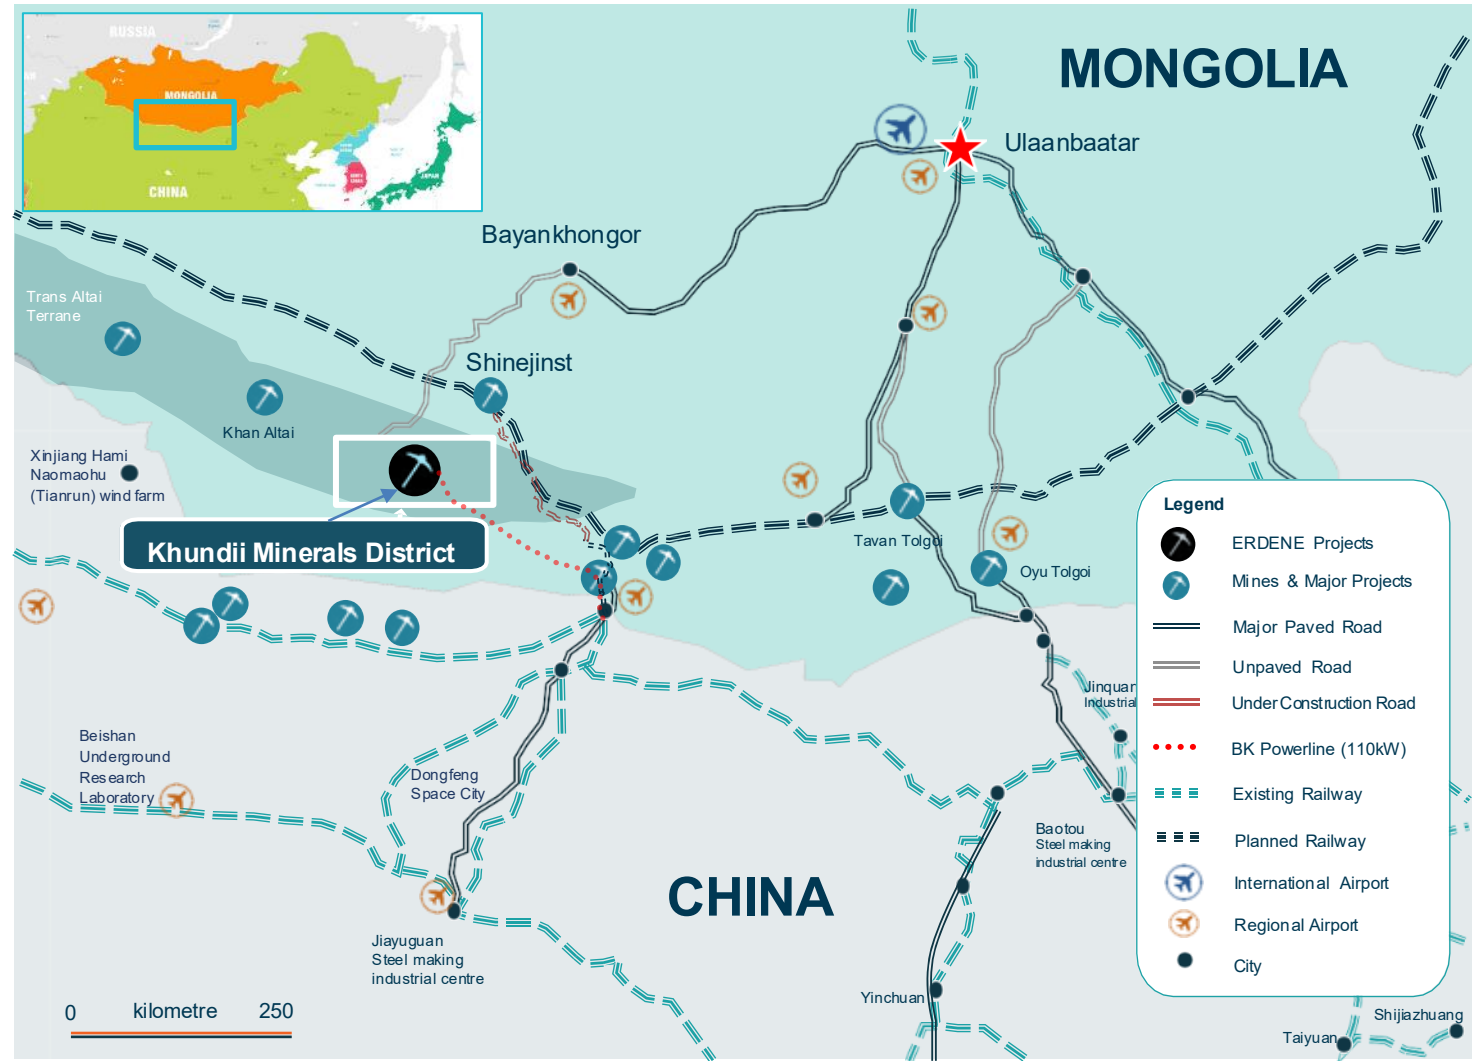 RUSSIA
MONGOLIA
CHINA
JAPAN
MONGOLIA
Ulaanbaatar
Bayankhongor
Trans Altai
Terrane
Shinejinst
Khan Altai
Xinjiang Hami
Naomaohu
(Tianrun) wind farm
Khundii Minerals District
Tavan Tolgoi
Oyu Tolgoi
Jinquan
Industrial
Beishan
Underground
Research
Laboratory
Dongfeng
Space City
Baotou
Steel making
industrial centre
CHINA
Jiayuguan
Steel making
industrial centre
Yinchuan
Taiyuan
Shijiazhuang
0 kilometre 250
Legend
ERDENE Projects
Mines & Major Projects
Major Paved Road
Unpaved Road
Under Construction Road
BK Powerline (110kW)
Existing Railway
Planned Railway
International Airport
Regional Airport
City